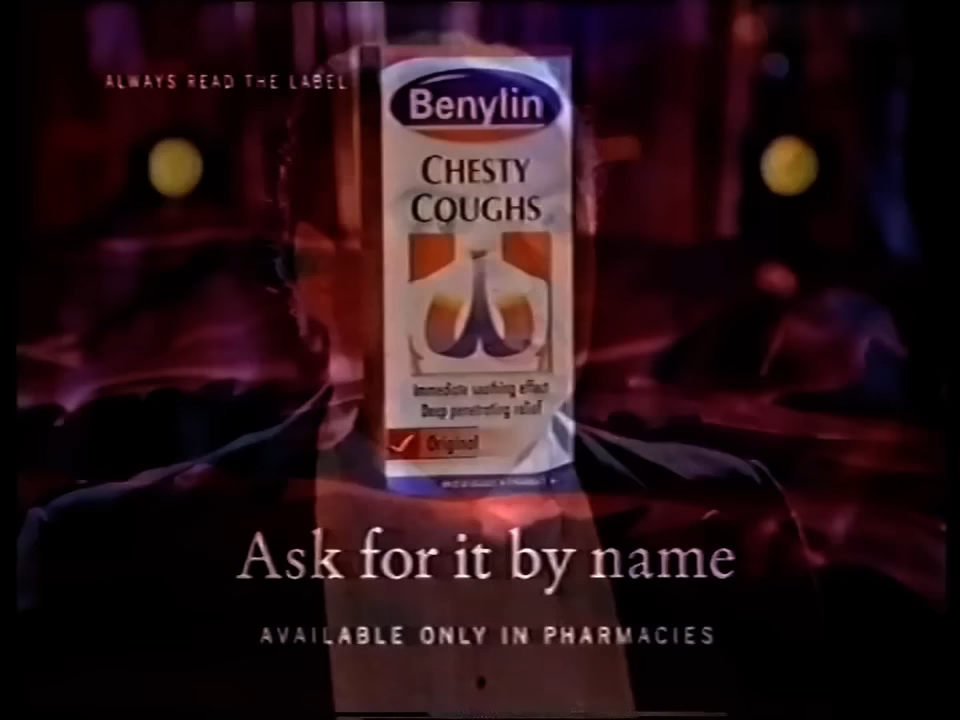 ALWAYS READ THE LABEL
Benylin
CHESTY
COUGHS
Immediate soothing effect
Deep penetrating relief
Original
Ask for it by name
AVAILABLE ONLY IN PHARMACIES